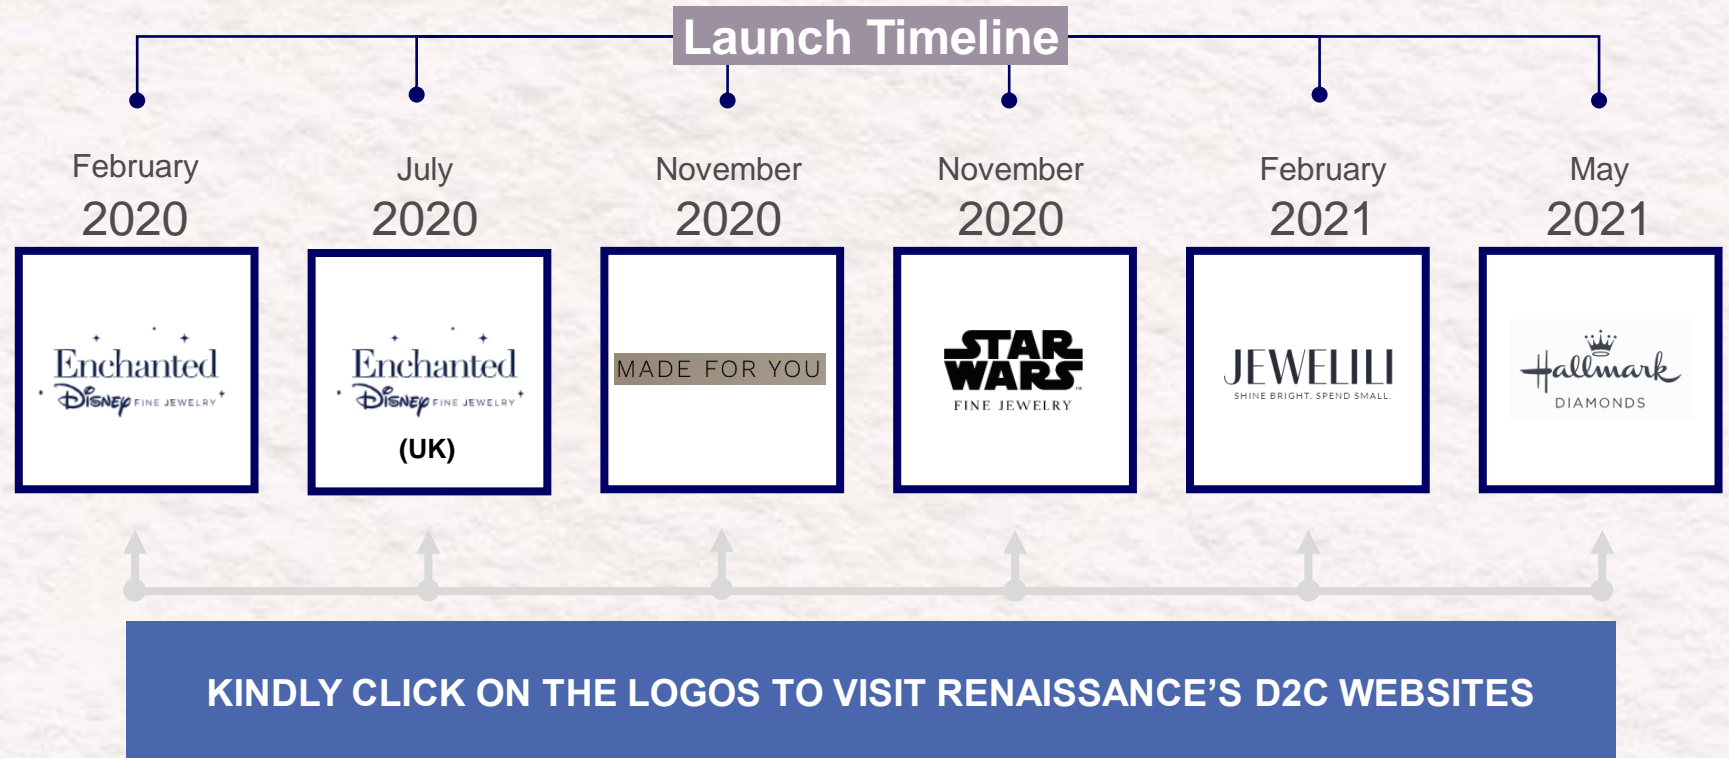 Launch Timeline
February
2020
July
2020
November
2020
November
2020
February
2021
May
2021
Enchanted
Disney FINE JEWELRY
Enchanted
Disney FINE JEWELRY
(UK)
MADE FOR YOU
STAR
WARS
FINE JEWELRY
JEWELILI
SHINE BRIGHT. SPEND SMALL.
Hallmark
DIAMONDS
KINDLY CLICK ON THE LOGOS TO VISIT RENAISSANCE’S D2C WEBSITES